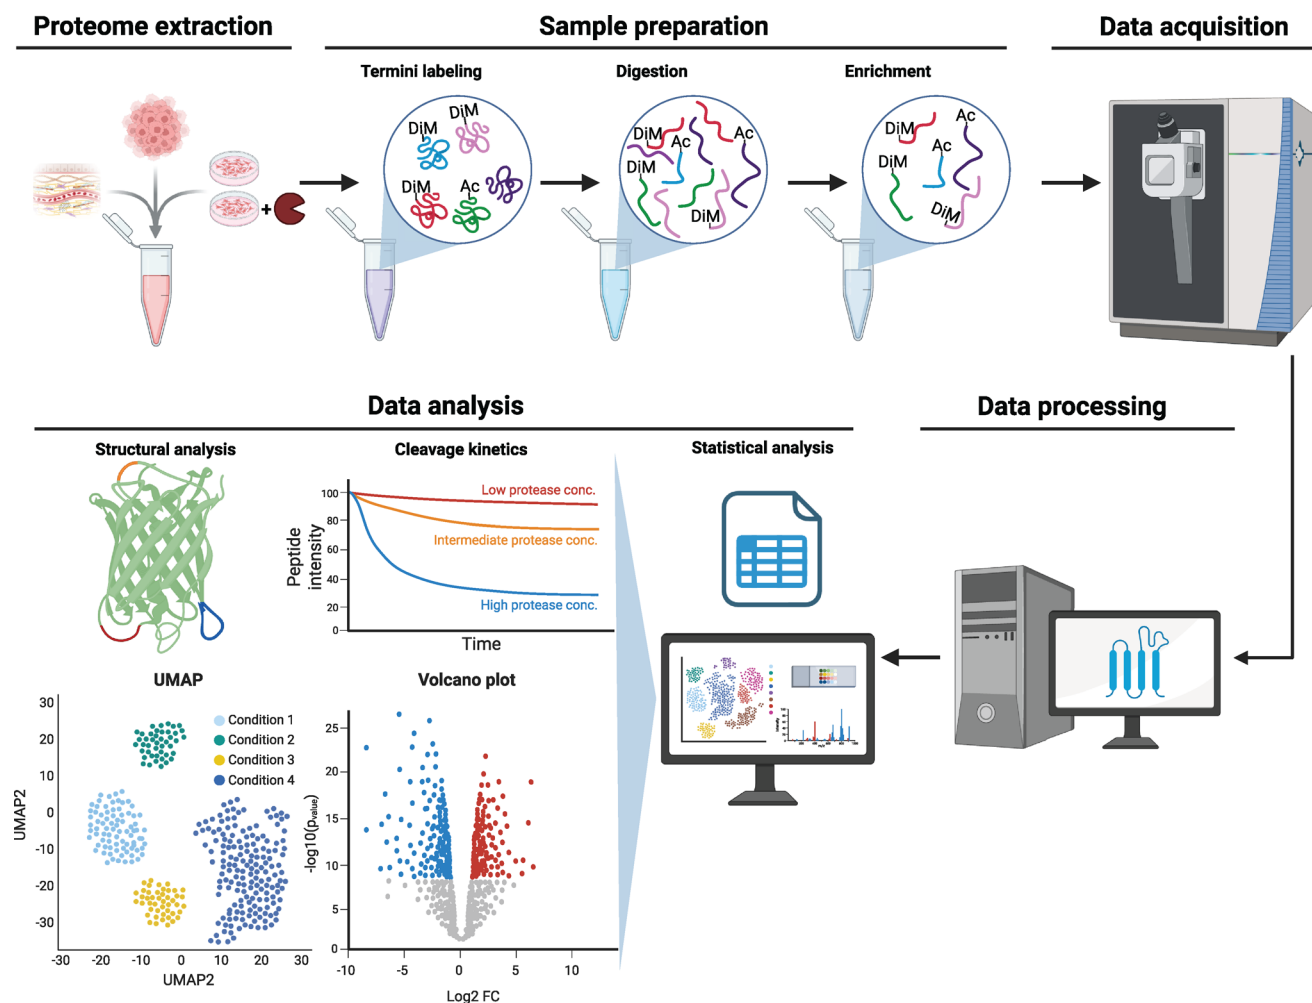 Proteome extraction
Sample preparation
Data acquisition
Termini labeling
Digestion
Enrichment
DiM
DiM
DiM
Ac
DiM
Ac
Ac
DiM
DiM
DiM
Ac
Ac
DiM
+
Data analysis
Data processing
Structural analysis
Cleavage kinetics
Statistical analysis
Peptide
intensity
100
80
60
40
20
0
Low protease conc.
Intermediate protease conc.
High protease conc.
Time
UMAP
UMAP2
30
20
10
0
-10
-20
-30
Condition 1
Condition 2
Condition 3
Condition 4
-30 -20 -10 0 10 20 30
UMAP2
Volcano plot
-log10(pvalue)
25
20
15
10
5
0
-10 -5 0 5 10
Log2 FC